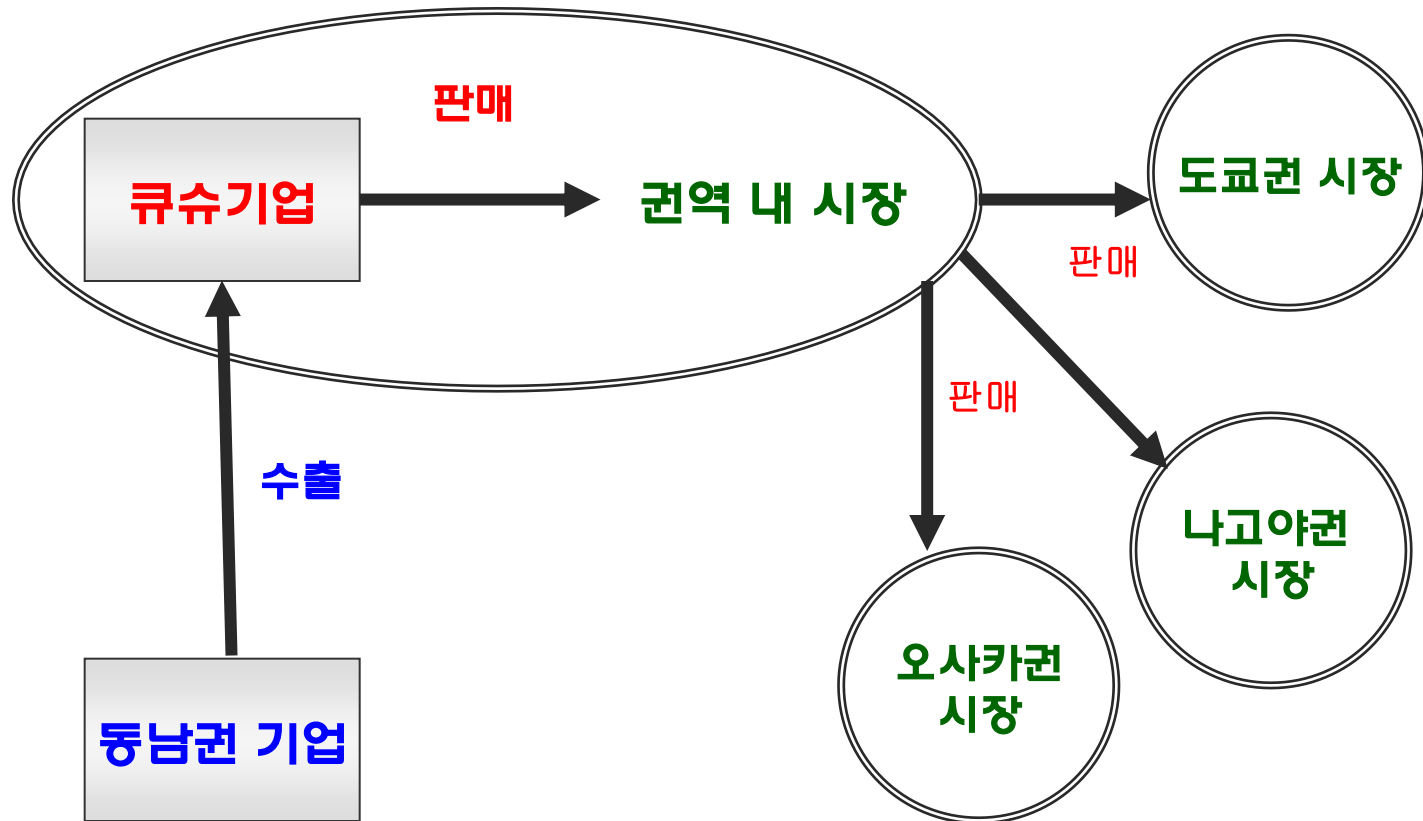 판매
큐슈기업
권역 내 시장
도쿄권 시장
판매
판매
수출
나고야권
시장
오사카권
시장
동남권 기업